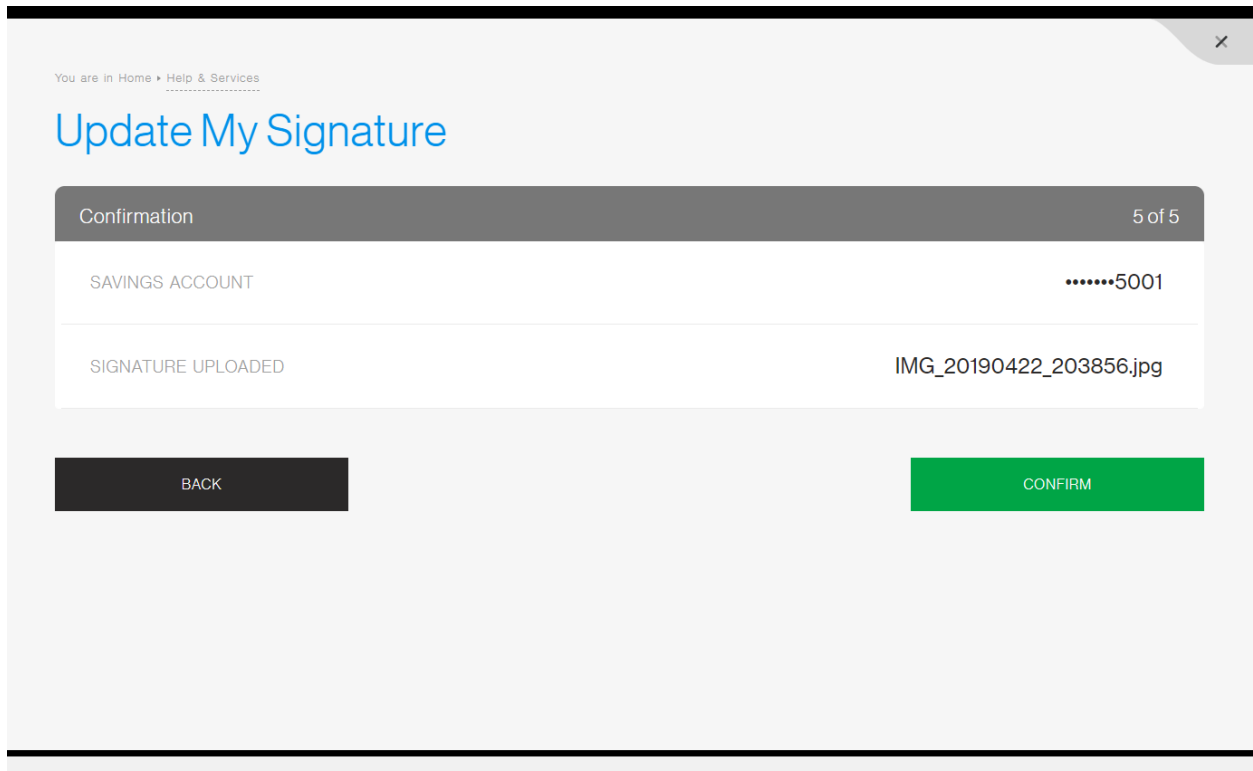 You are in Home ▸ Help & Services
Update My Signature
Confirmation 5 of 5
SAVINGS ACCOUNT •••••••5001
SIGNATURE UPLOADED IMG_20190422_203856.jpg
BACK CONFIRM